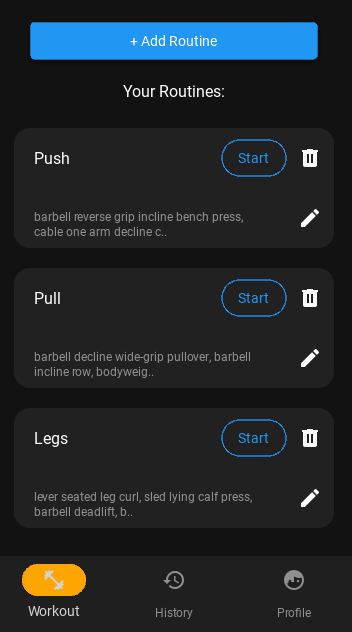 + Add Routine
Your Routines:
Push
Start
barbell reverse grip incline bench press,
cable one arm decline c..
Pull
Start
barbell decline wide-grip pullover, barbell
incline row, bodyweig..
Legs
Start
lever seated leg curl, sled lying calf press,
barbell deadlift, b..
Workout
History
Profile